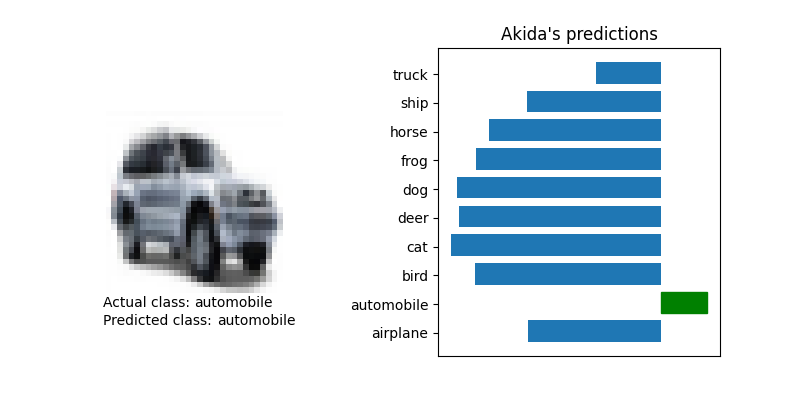 Akida's predictions
truck
ship
horse
frog
dog
deer
cat
bird
automobile
airplane
Actual class: automobile
Predicted class: automobile